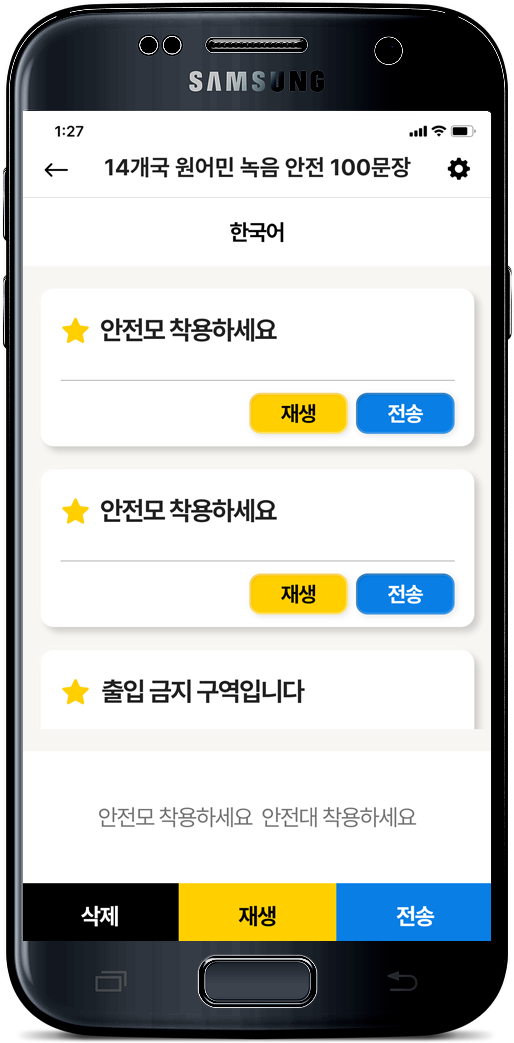 SAMSUNG
1:27
14개국 원어민 녹음 안전 100문장
한국어
안전모 착용하세요
재생 전송
안전모 착용하세요
재생 전송
출입 금지 구역입니다
안전모 착용하세요 안전대 착용하세요
삭제 재생 전송